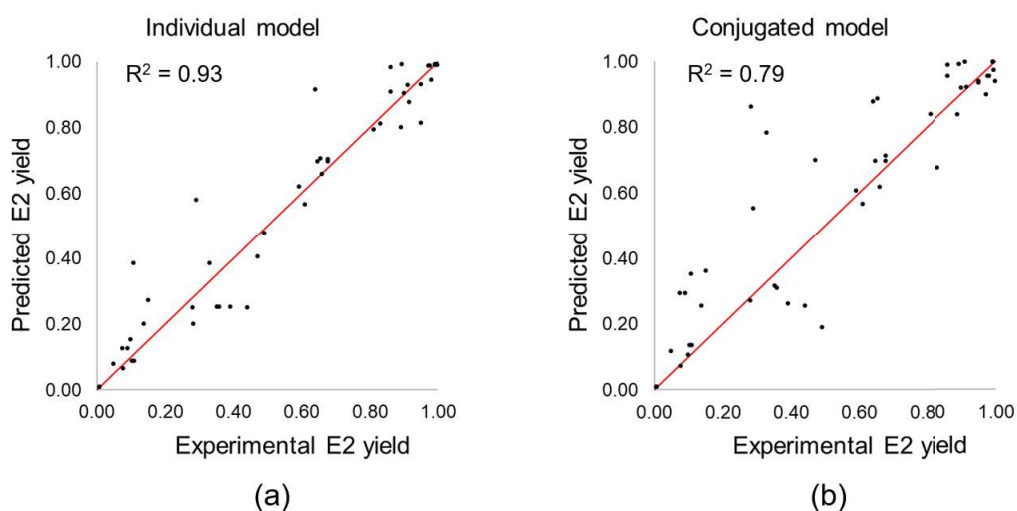 Individual model
R² = 0.93
Predicted E2 yield
1.00
0.80
0.60
0.40
0.20
0.00
0.00 0.20 0.40 0.60 0.80 1.00
Experimental E2 yield
(a)
Conjugated model
R² = 0.79
Predicted E2 yield
1.00
0.80
0.60
0.40
0.20
0.00
0.00 0.20 0.40 0.60 0.80 1.00
Experimental E2 yield
(b)